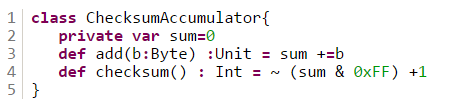 1 class ChecksumAccumulator{
2 private var sum=0
3 def add(b:Byte) :Unit = sum +=b
4 def checksum() : Int = ~ (sum & 0xFF) +1
5 }